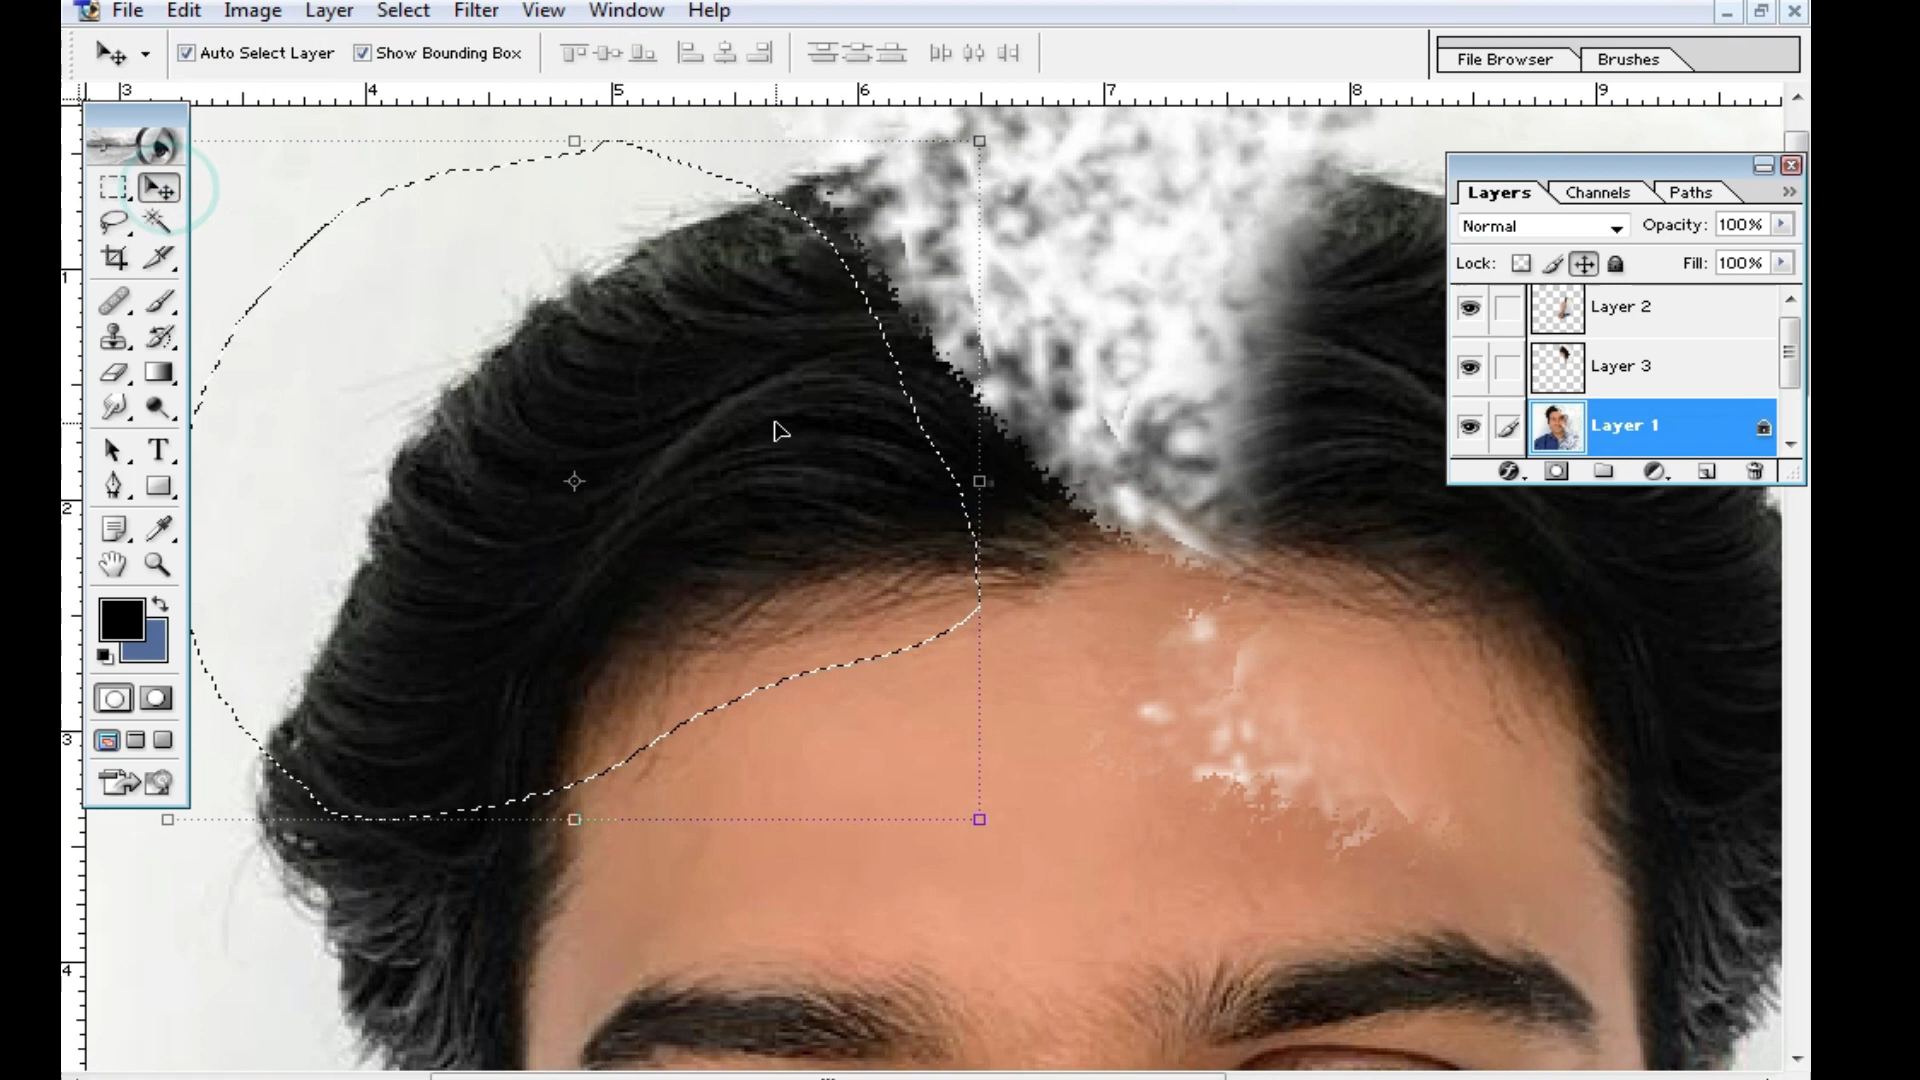 File Edit Image Layer Select Filter View Window Help
Auto Select Layer Show Bounding Box
File Browser Brushes
3 4 5 6 7 8 9
1
2
3
4
T
Layers Channels Paths
Normal Opacity: 100%
Lock: Fill: 100%
Layer 2
Layer 3
Layer 1